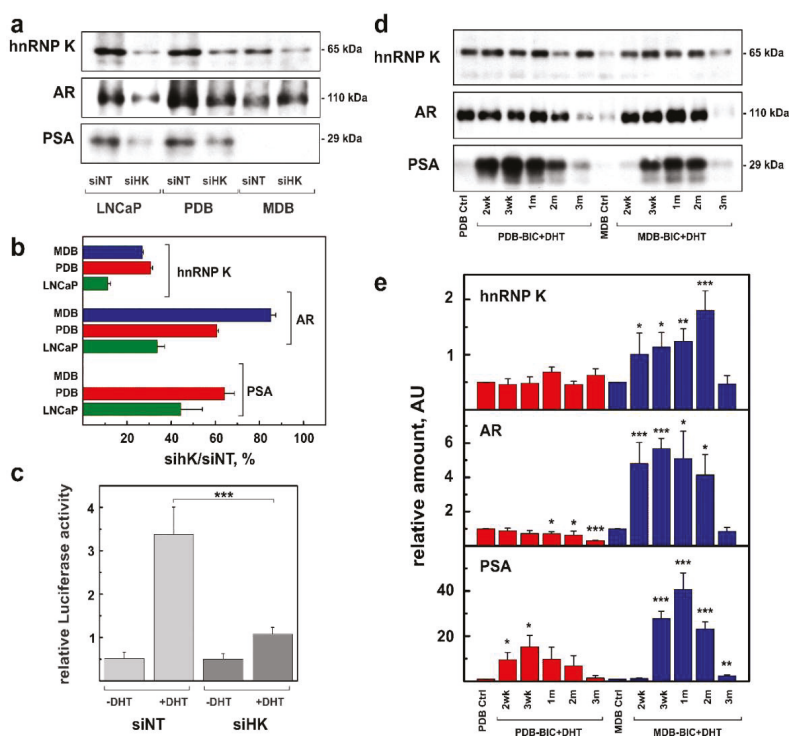 a
hnRNP K
- 65 kDa
AR
- 110 kDa
PSA
- 29 kDa
siNT siHK siNT siHK siNT siHK
LNCaP PDB MDB
b
MDB
PDB
LNCaP
hnRNP K
MDB
PDB
LNCaP
AR
MDB
PDB
LNCaP
PSA
20 40 60 80 100
sihK/siNT, %
c
relative Luciferase activity
4
3
2
1
***
-DHT +DHT -DHT +DHT
siNT siHK
d
hnRNP K
- 65 kDa
AR
- 110 kDa
PSA
- 29 kDa
PDB Ctrl 2wk 3wk 1m 2m 3m MDB Ctrl 2wk 3wk 1m 2m 3m
PDB-BIC+DHT MDB-BIC+DHT
e
relative amount, AU
hnRNP K
2
1
* * ** ***
AR
6
4
2
* * *** *** *** * *
PSA
40
20
* * *** *** *** **
PDB Ctrl 2wk 3wk 1m 2m 3m MDB Ctrl 2wk 3wk 1m 2m 3m
PDB-BIC+DHT MDB-BIC+DHT